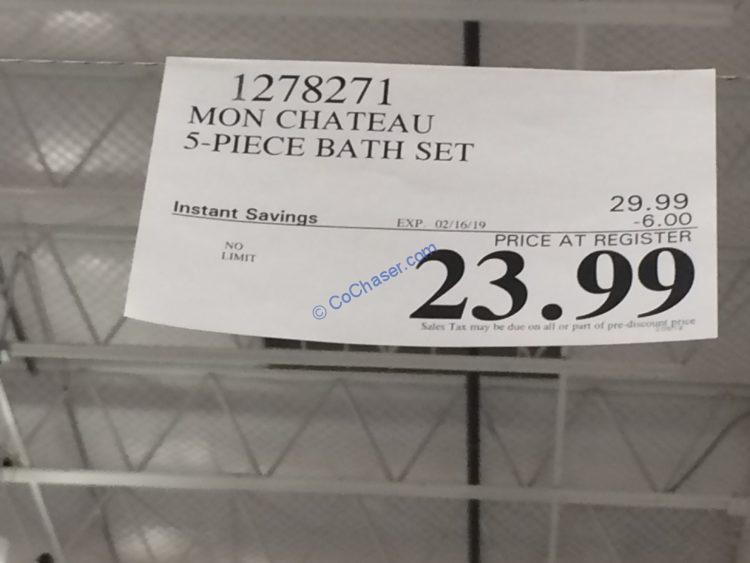 1278271
MON CHATEAU
5-PIECE BATH SET
29.99
Instant Savings EXP. 02/16/19 -6.00
NO LIMIT
PRICE AT REGISTER
23.99
© CoChaser.com
Sales Tax may be due on all or part of pre-discount price